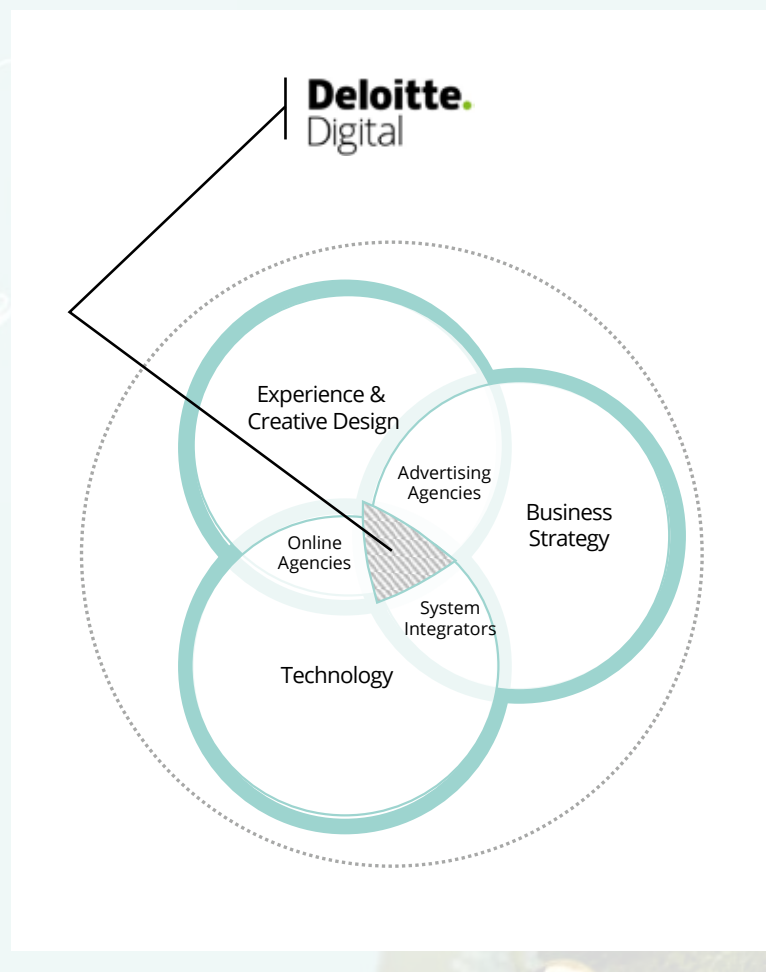 Deloitte.
Digital
Experience &
Creative Design
Advertising
Agencies
Business
Strategy
Online
Agencies
System
Integrators
Technology